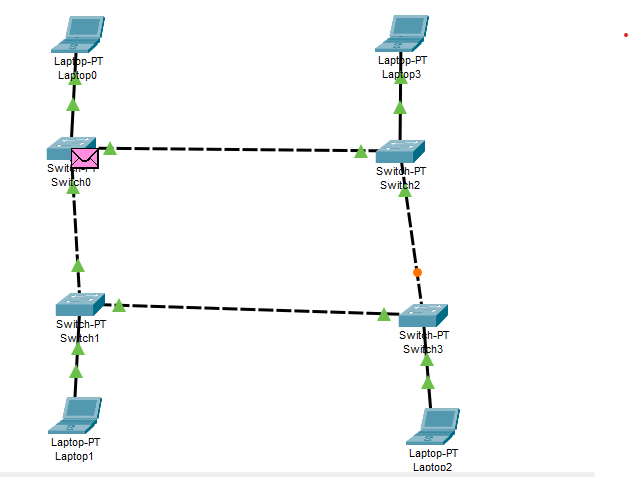 Laptop-PT
Laptop0
Laptop-PT
Laptop3
Switch-PT
Switch0
Switch-PT
Switch2
Switch-PT
Switch1
Switch-PT
Switch3
Laptop-PT
Laptop1
Laptop-PT
Laptop2